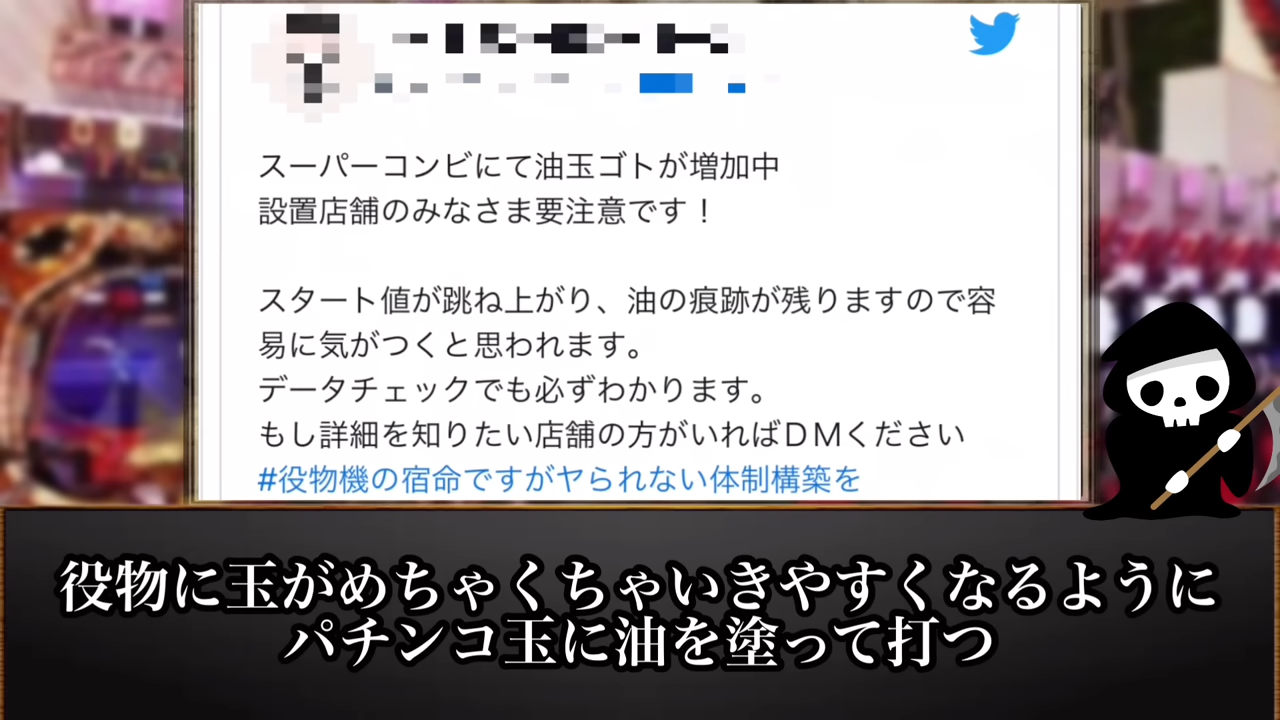 スーパーコンビにて油玉ゴトが増加中
設置店舗のみなさま要注意です！
スタート値が跳ね上がり、油の痕跡が残りますので容
易に気がつくと思われます。
データチェックでも必ずわかります。
もし詳細を知りたい店舗の方がいればＤＭください
#役物機の宿命ですがヤられない体制構築を
役物に玉がめちゃくちゃいきやすくなるように
パチンコ玉に油を塗って打つ